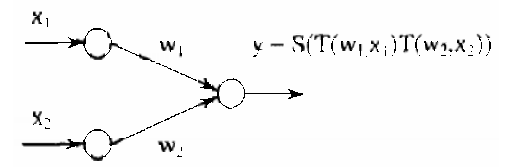 x₁
w₁
y = S(T(w₁,x₁)T(w₂,x₂))
x₂
w₂